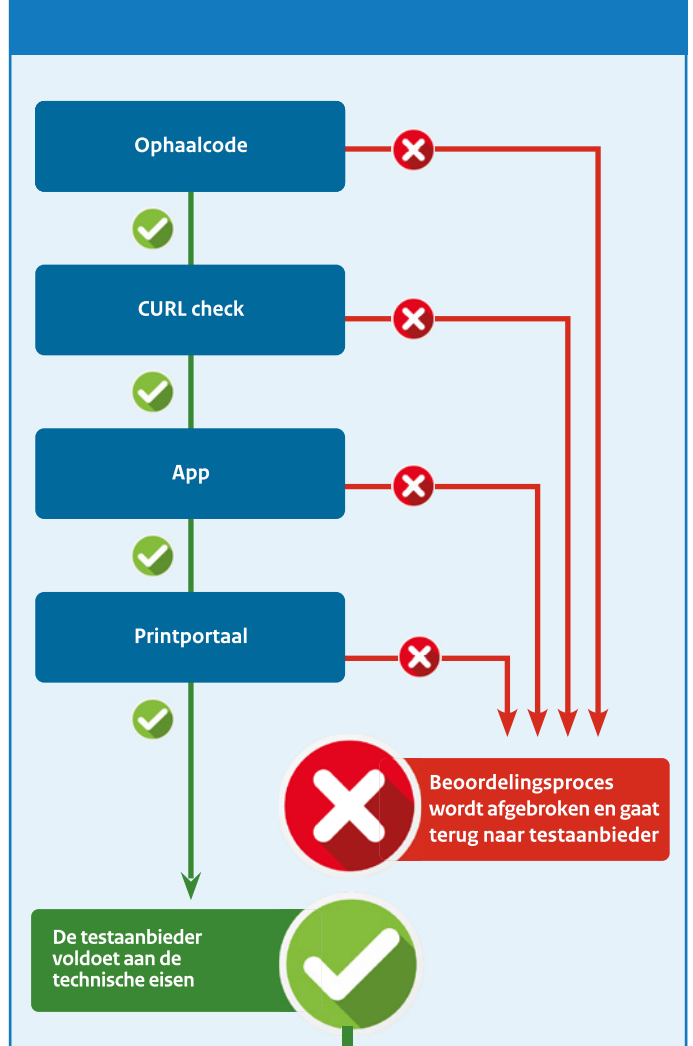 Ophaalcode
CURL check
App
Printportaal
Beoordelingsproces
wordt afgebroken en gaat
terug naar testaanbieder
De testaanbieder
voldoet aan de
technische eisen